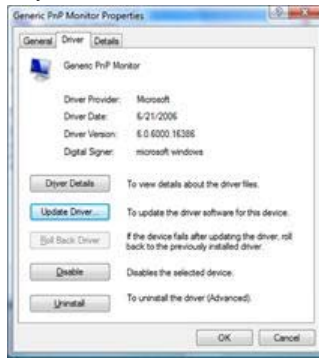 Generic PnP Monitor Properties
General Driver Details
Generic PnP Monitor
Driver Provider: Microsoft
Driver Date: 6/21/2006
Driver Version: 6.0.6000.16386
Digital Signer: microsoft windows
Driver Details To view details about the driver files.
Update Driver... To update the driver software for this device.
Roll Back Driver If the device fails after updating the driver, roll
back to the previously installed driver.
Disable Disables the selected device.
Uninstall To uninstall the driver (Advanced).
OK Cancel